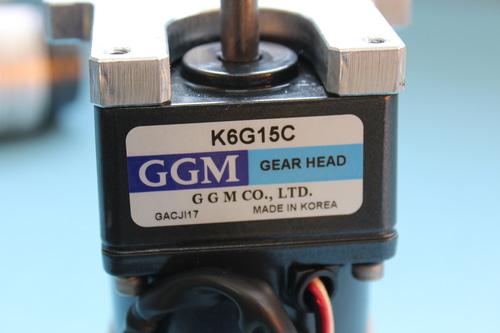 K6G15C
GGM GEAR HEAD
G G M CO., LTD.
GACJI17 MADE IN KOREA